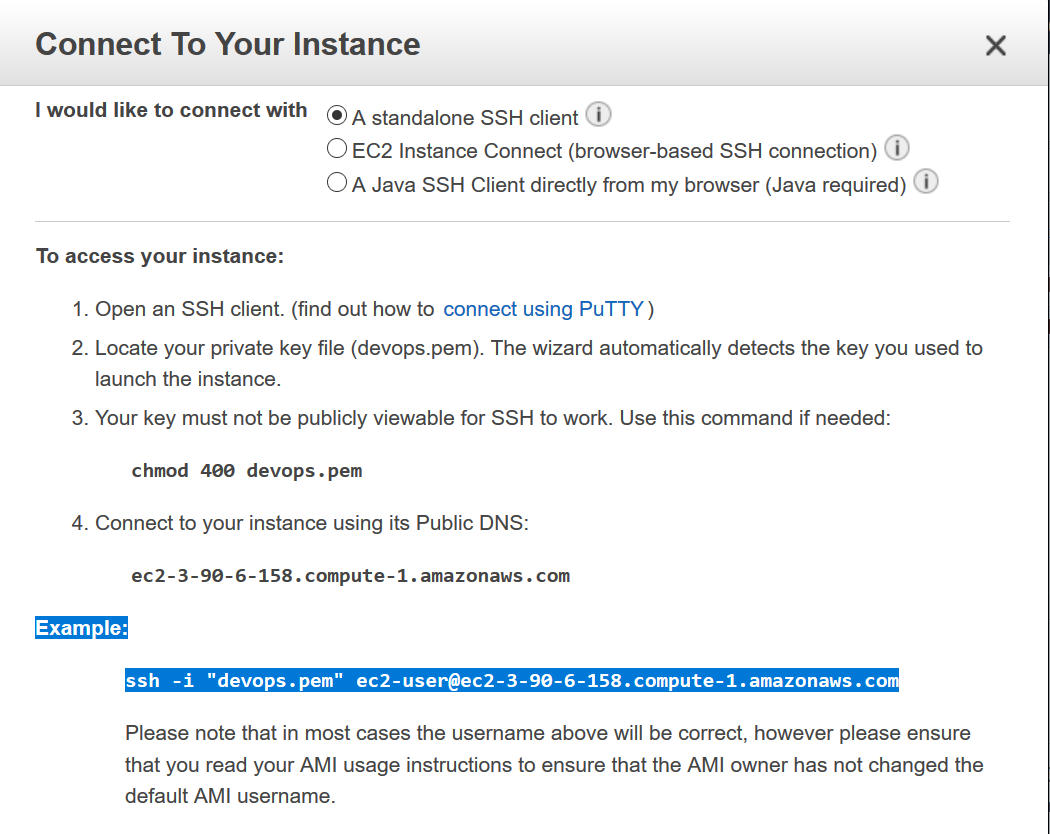 Connect To Your Instance
I would like to connect with
A standalone SSH client
EC2 Instance Connect (browser-based SSH connection)
A Java SSH Client directly from my browser (Java required)
To access your instance:
1. Open an SSH client. (find out how to connect using PuTTY)
2. Locate your private key file (devops.pem). The wizard automatically detects the key you used to
launch the instance.
3. Your key must not be publicly viewable for SSH to work. Use this command if needed:
chmod 400 devops.pem
4. Connect to your instance using its Public DNS:
ec2-3-90-6-158.compute-1.amazonaws.com
Example:
ssh -i "devops.pem" ec2-user@ec2-3-90-6-158.compute-1.amazonaws.com
Please note that in most cases the username above will be correct, however please ensure
that you read your AMI usage instructions to ensure that the AMI owner has not changed the
default AMI username.